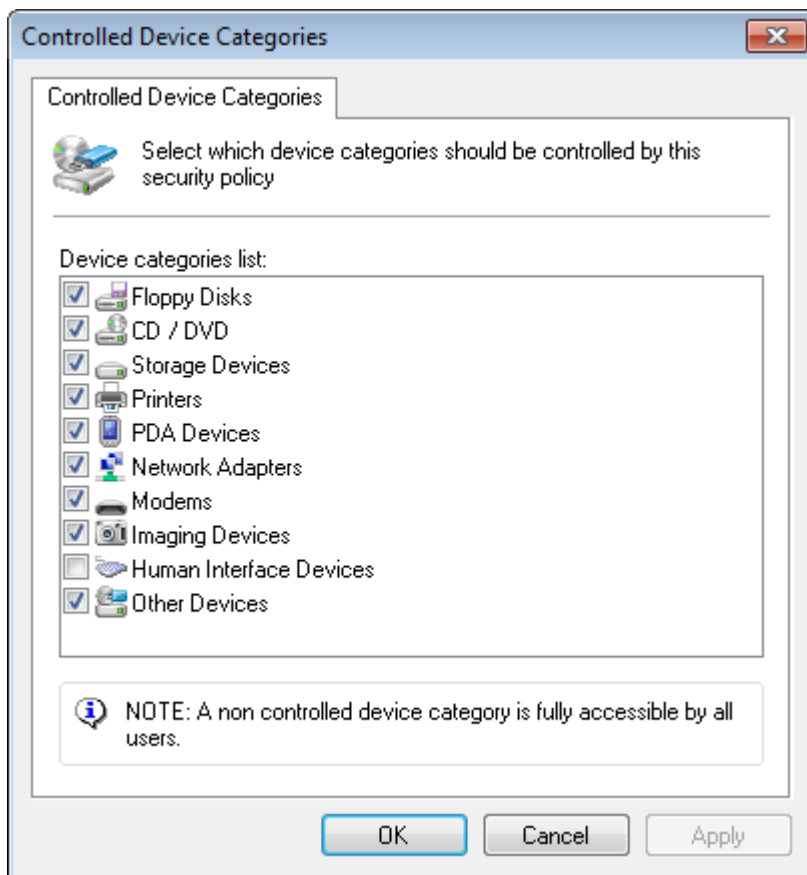 Controlled Device Categories
Controlled Device Categories
Select which device categories should be controlled by this
security policy
Device categories list:
Floppy Disks
CD / DVD
Storage Devices
Printers
PDA Devices
Network Adapters
Modems
Imaging Devices
Human Interface Devices
Other Devices
NOTE: A non controlled device category is fully accessible by all
users.
OK Cancel Apply